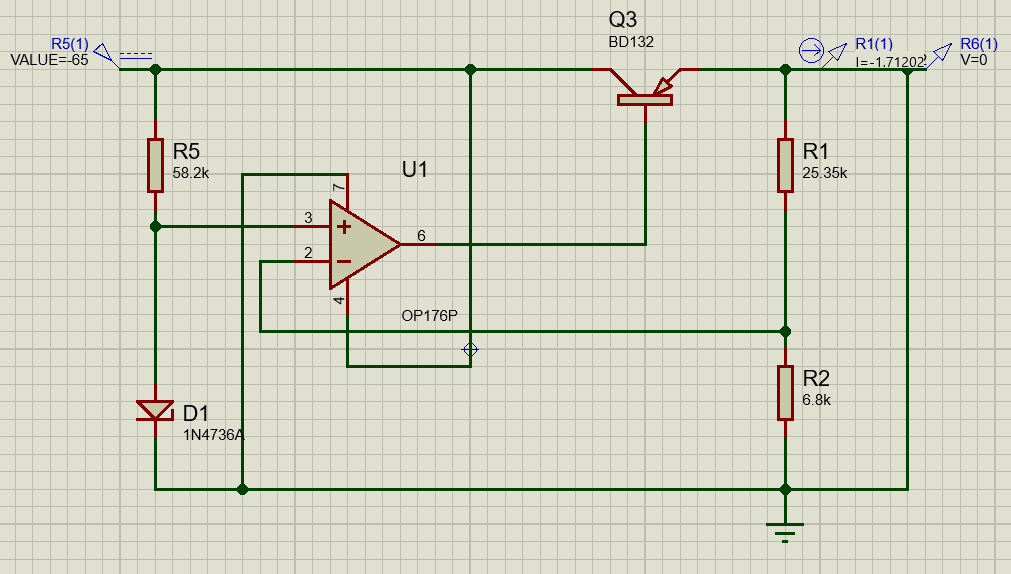 Q3
BD132
R5(1)
VALUE=-65
R1(1)
I=-1.71202
R6(1)
V=0
R5
58.2k
U1
R1
25.35k
7
3
6
2
4
OP176P
R2
6.8k
D1
1N4736A